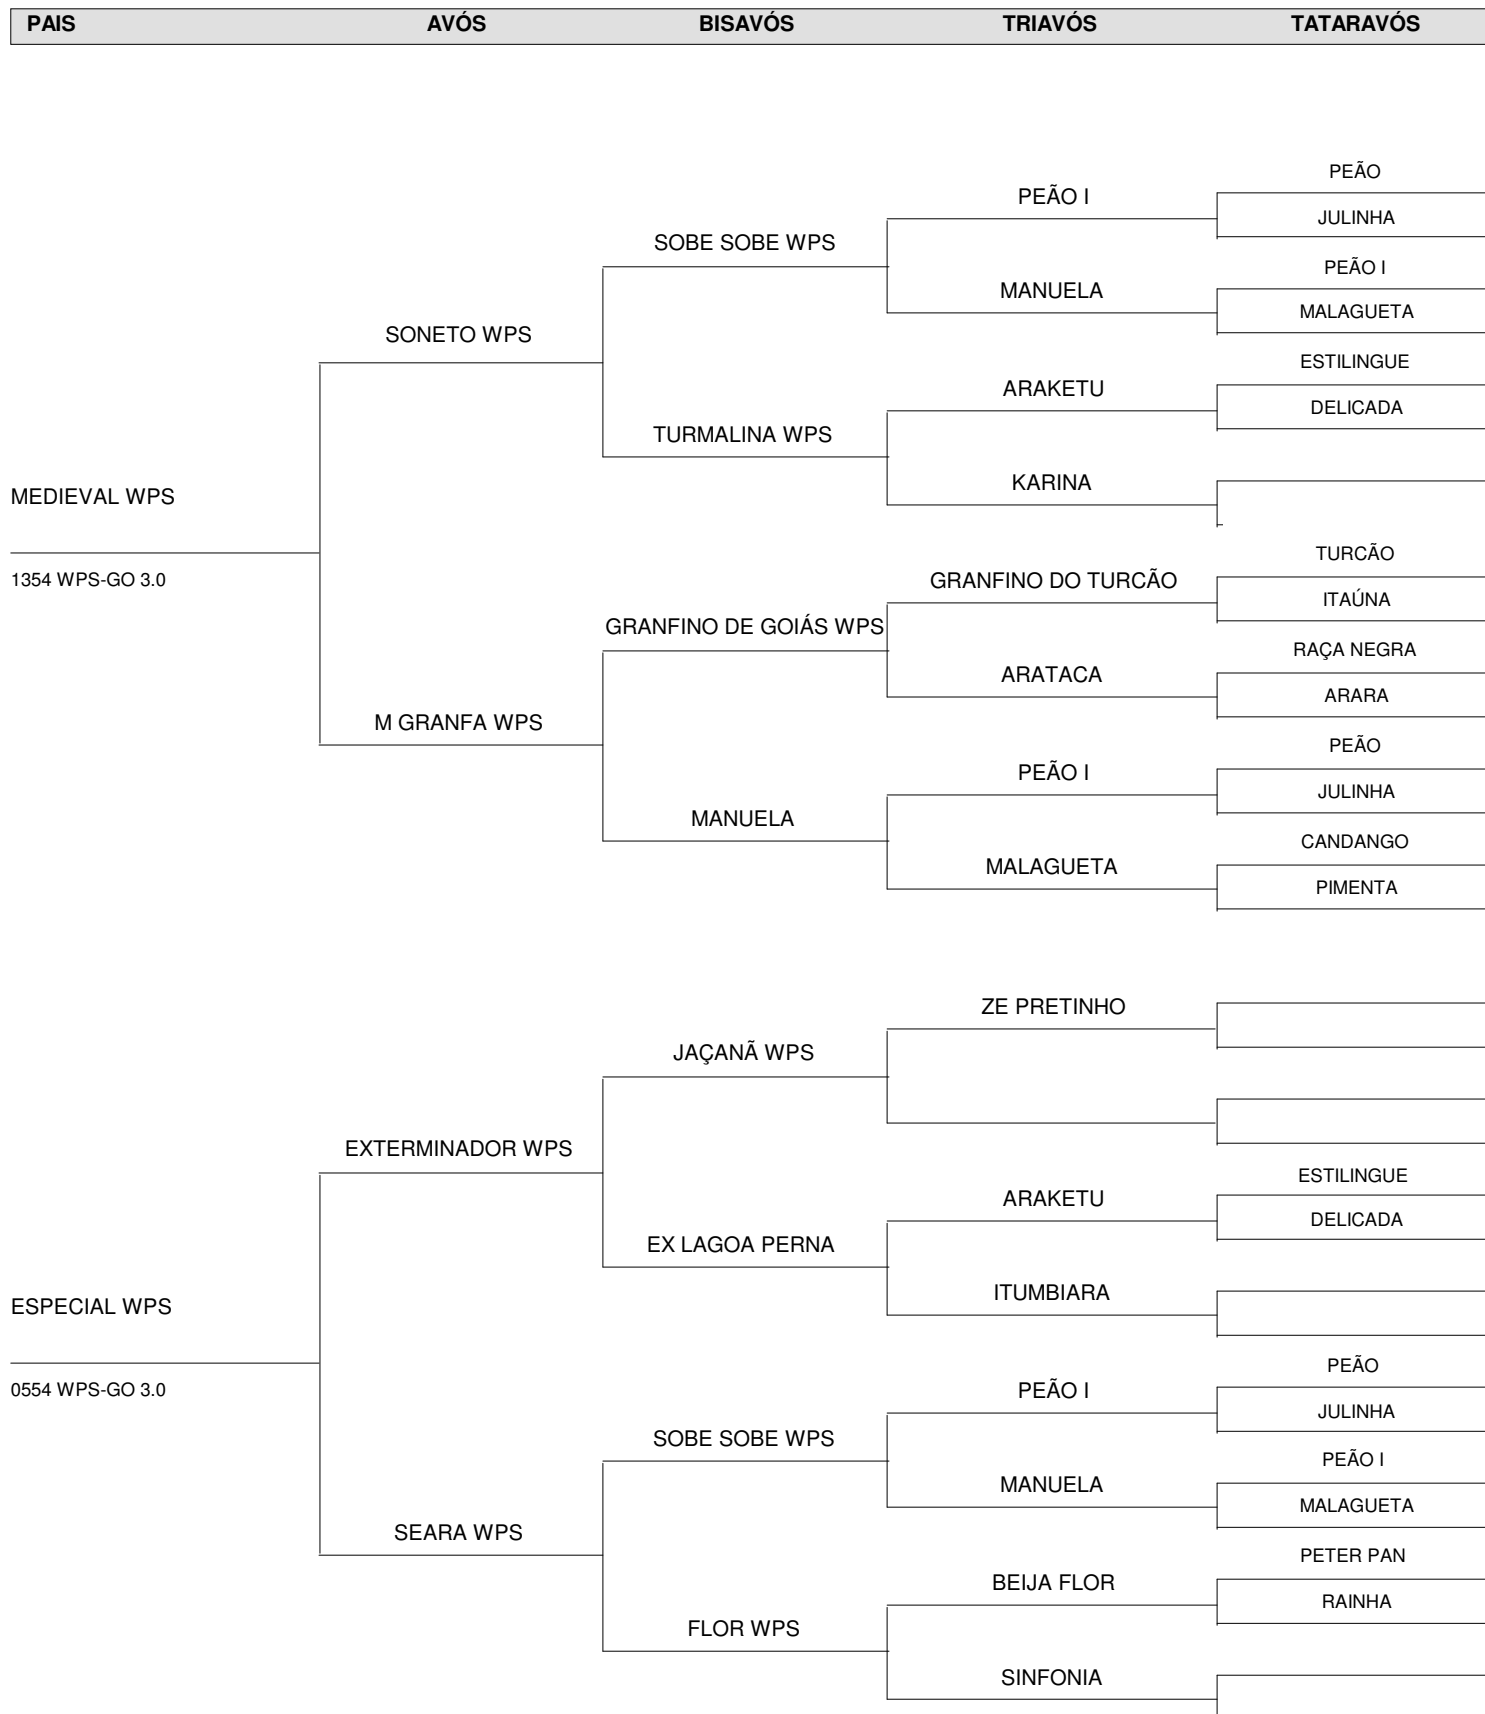 PAIS AVÓS BISAVÓS TRIAVÓS TATARAVÓS
PEÃO
PEÃO I
JULINHA
SOBE SOBE WPS
PEÃO I
MANUELA
MALAGUETA
SONETO WPS
ESTILINGUE
ARAKETU
DELICADA
TURMALINA WPS
KARINA
MEDIEVAL WPS
TURCÃO
1354 WPS-GO 3.0
GRANFINO DO TURCÃO
ITAÚNA
GRANFINO DE GOIÁS WPS
RAÇA NEGRA
ARATACA
ARARA
M GRANFA WPS
PEÃO
PEÃO I
JULINHA
MANUELA
CANDANGO
MALAGUETA
PIMENTA
ZE PRETINHO
JAÇANÃ WPS
EXTERMINADOR WPS
ESTILINGUE
ARAKETU
DELICADA
EX LAGOA PERNA
ITUMBIARA
ESPECIAL WPS
PEÃO
0554 WPS-GO 3.0
PEÃO I
JULINHA
SOBE SOBE WPS
PEÃO I
MANUELA
MALAGUETA
SEARA WPS
PETER PAN
BEIJA FLOR
RAINHA
FLOR WPS
SINFONIA